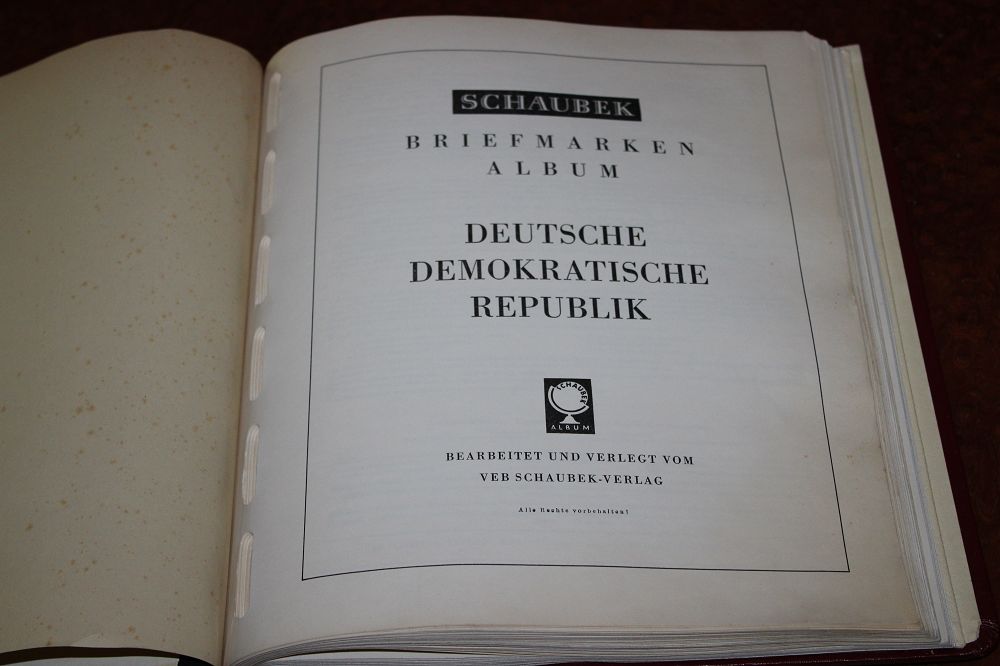 SCHAUBEK
BRIEFMARKEN
ALBUM
DEUTSCHE
DEMOKRATISCHE
REPUBLIK
SCHAUBEK
ALBUM
BEARBEITET UND VERLEGT VOM
VEB SCHAUBEK-VERLAG
Alle Rechte vorbehalten!